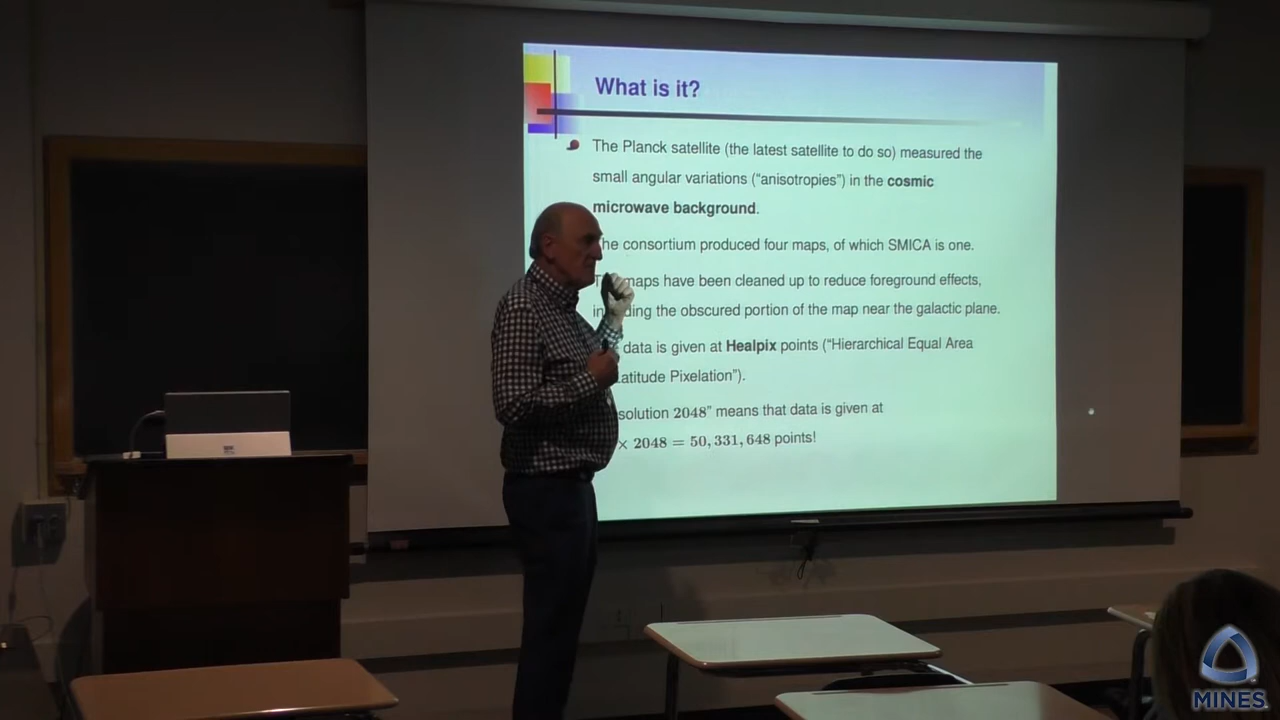 What is it?
The Planck satellite (the latest satellite to do so) measured the
small angular variations (“anisotropies”) in the cosmic
microwave background.
he consortium produced four maps, of which SMICA is one.
maps have been cleaned up to reduce foreground effects,
the obscured portion of the map near the galactic plane.
data is given at Healpix points (“Hierarchical Equal Area
atitude Pixelation”).
solution 2048” means that data is given at
× 2048 = 50, 331, 648 points!
MINES